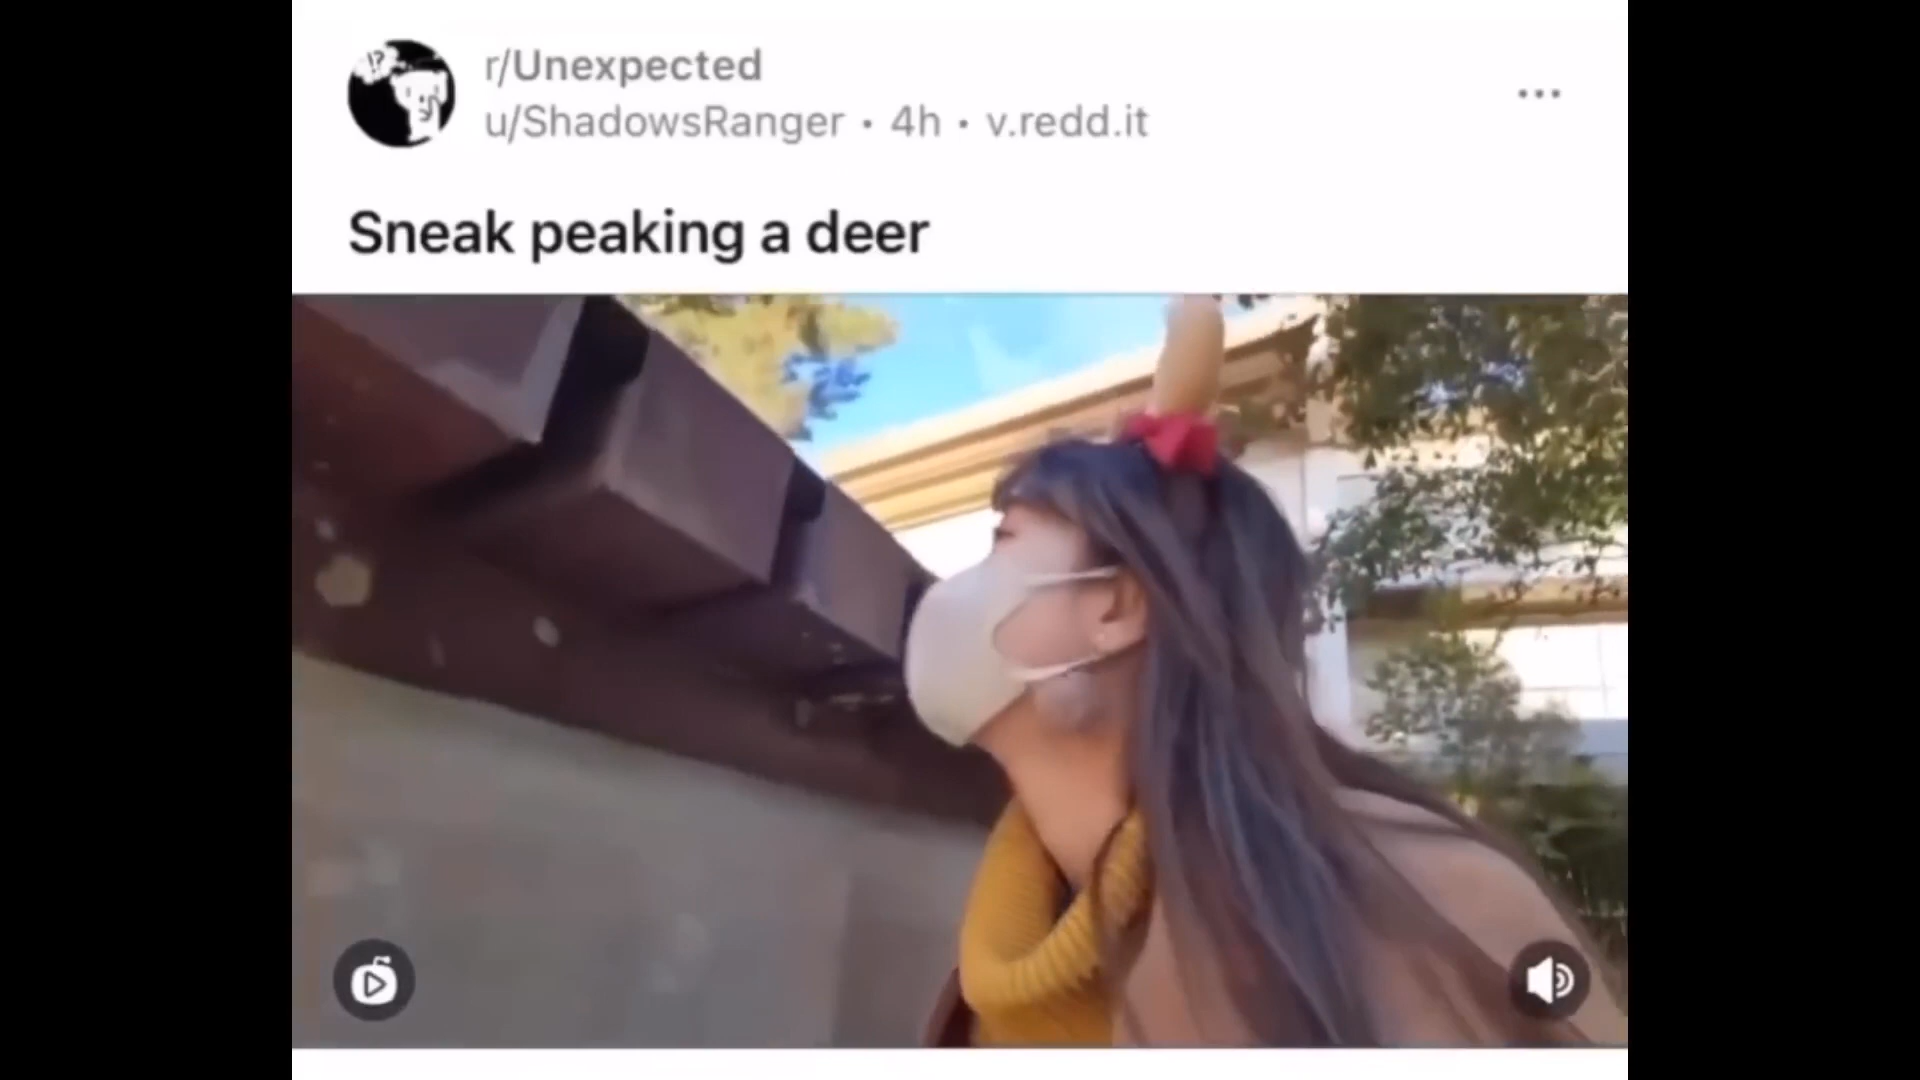 !?
r/Unexpected
u/ShadowsRanger • 4h • v.redd.it
Sneak peaking a deer